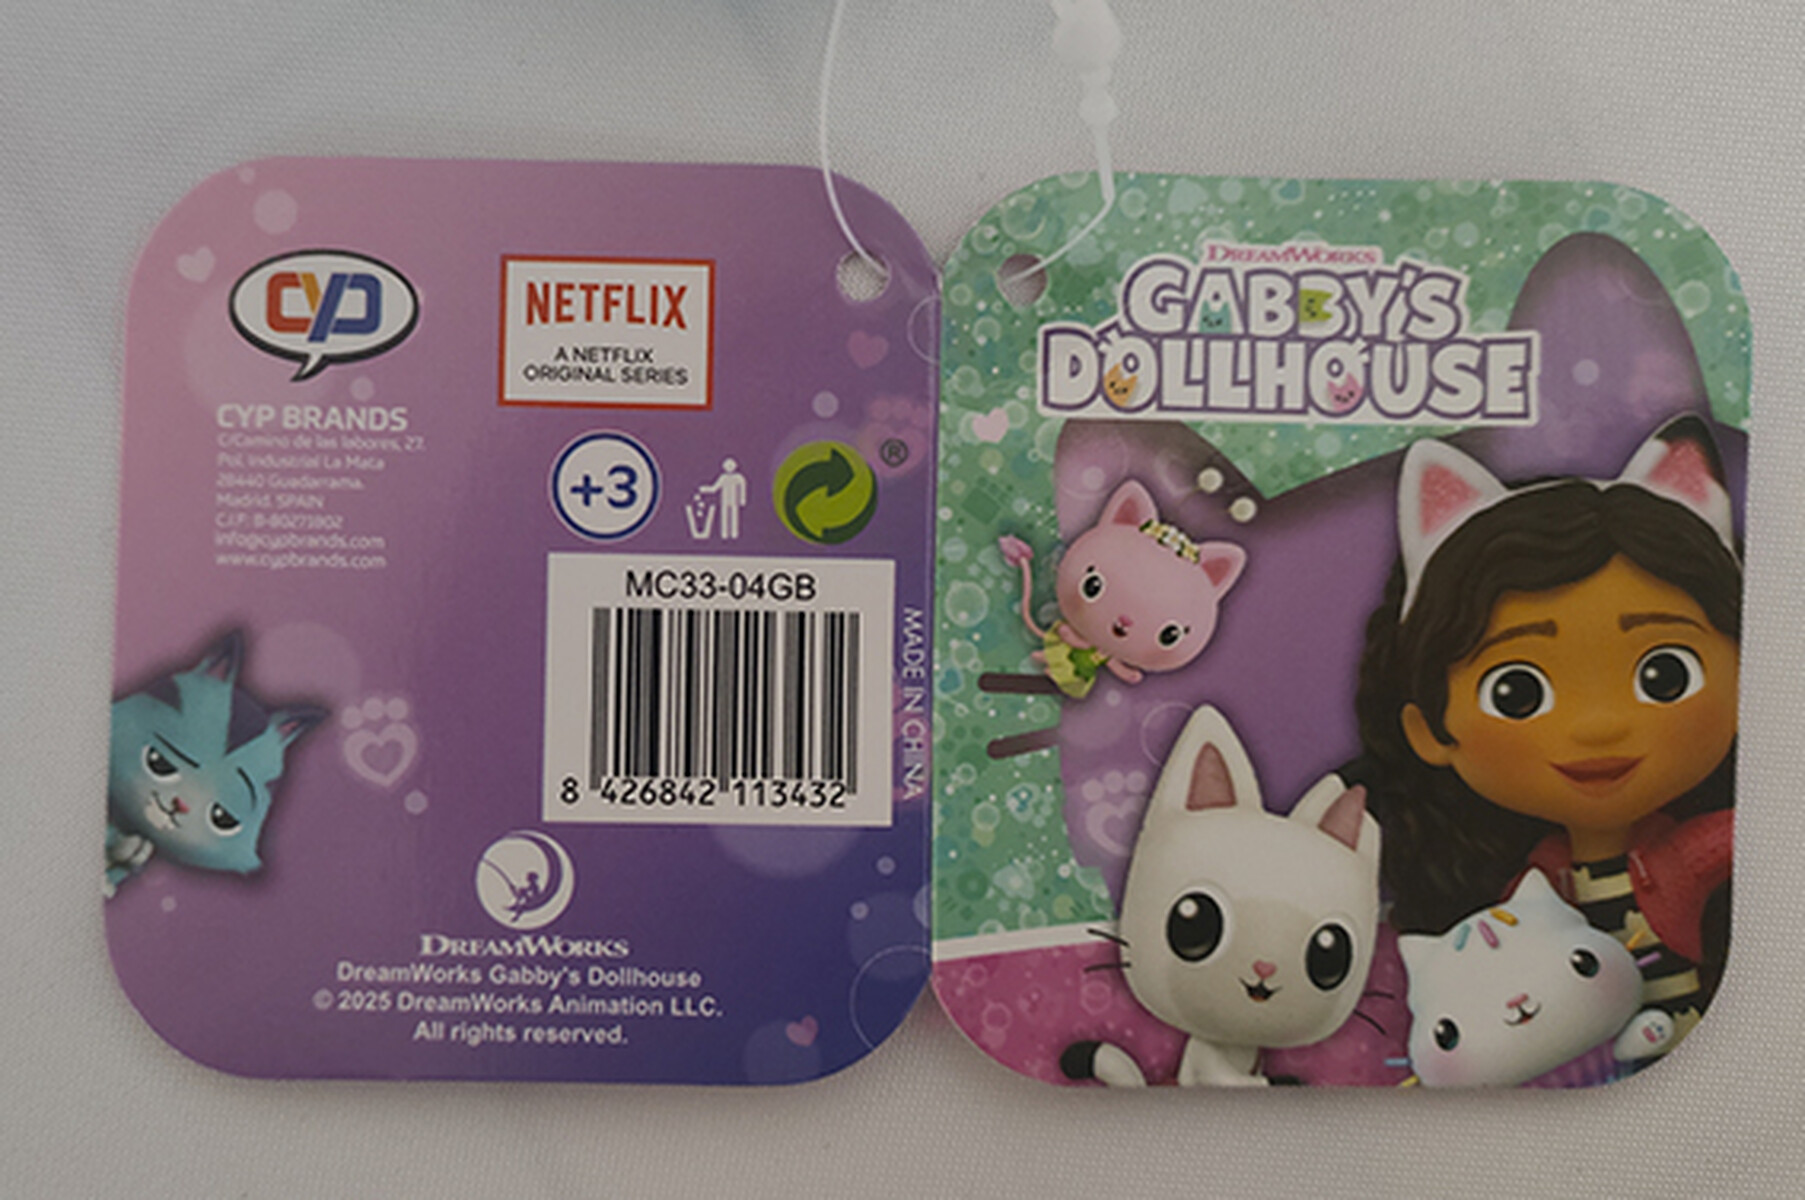 CYP
CYP BRANDS
C/Camino de las labores, 27.
Pol. Industrial La Mata
28440 Guadarrama.
Madrid. SPAIN
C.I.F: B-80271802
info@cypbrands.com
www.cypbrands.com
NETFLIX
A NETFLIX
ORIGINAL SERIES
+3
®
MC33-04GB
8 426842 113432
MADE IN CHINA
DREAMWORKS
DreamWorks Gabby's Dollhouse
© 2025 DreamWorks Animation LLC.
All rights reserved.
DREAMWORKS
GABBY'S
DOLLHOUSE